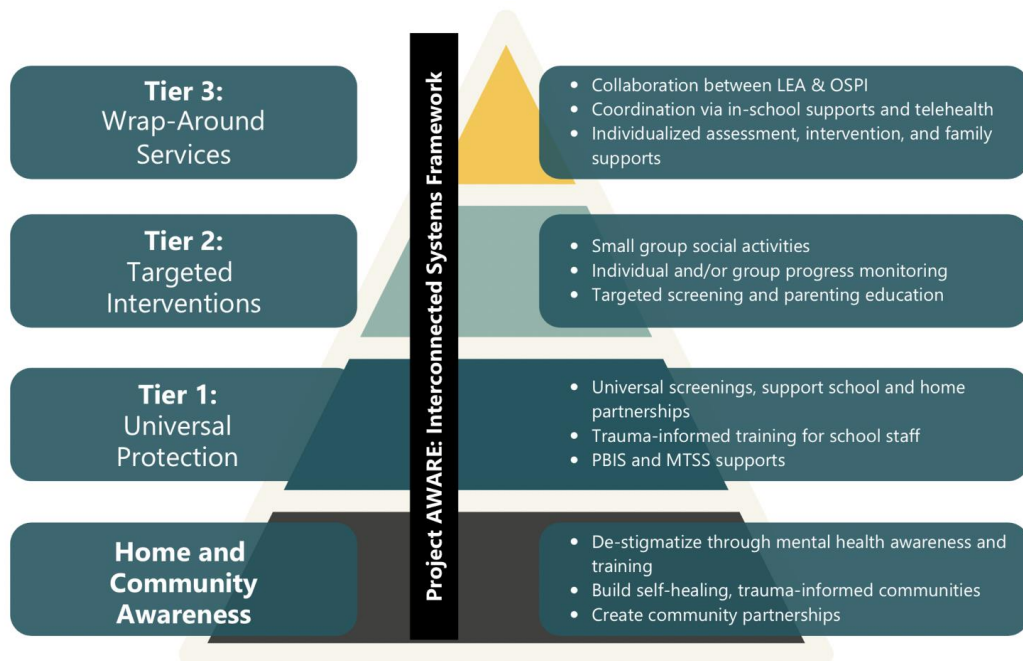 Tier 3:
Wrap-Around
Services
• Collaboration between LEA & OSPI
• Coordination via in-school supports and telehealth
• Individualized assessment, intervention, and family
supports
Tier 2:
Targeted
Interventions
• Small group social activities
• Individual and/or group progress monitoring
• Targeted screening and parenting education
Tier 1:
Universal
Protection
• Universal screenings, support school and home
partnerships
• Trauma-informed training for school staff
• PBIS and MTSS supports
Home and
Community
Awareness
• De-stigmatize through mental health awareness and
training
• Build self-healing, trauma-informed communities
• Create community partnerships
Project AWARE: Interconnected Systems Framework